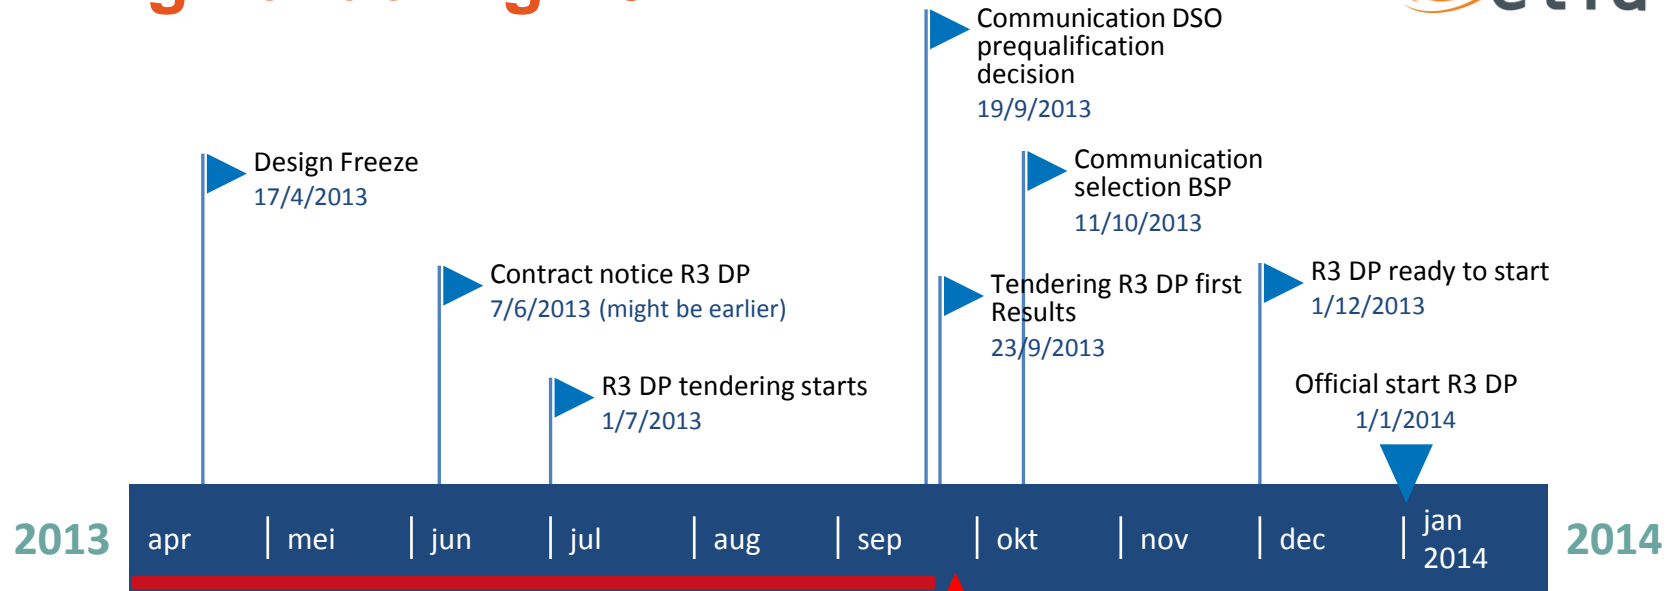 Communication DSO
prequalification
decision
19/9/2013
Design Freeze
17/4/2013
Communication
selection BSP
11/10/2013
Contract notice R3 DP
7/6/2013 (might be earlier)
Tendering R3 DP first
Results
23/9/2013
R3 DP ready to start
1/12/2013
R3 DP tendering starts
1/7/2013
Official start R3 DP
1/1/2014
2013
apr
mei
jun
jul
aug
sep
okt
nov
dec
jan
2014
2014